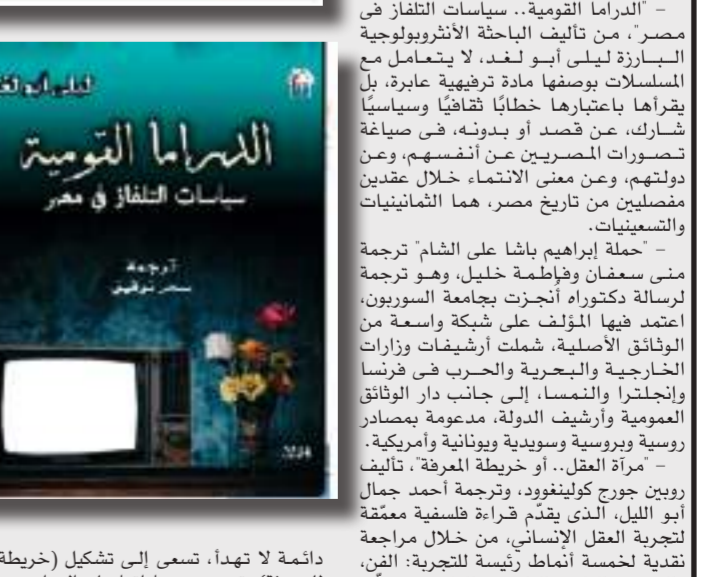 – "الدراما القومية.. سياسات التلفاز فى
مصر"، من تأليف الباحثة الأنثروبولوجية
البارزة ليلى أبو لغد، لا يتعامل مع
المسلسلات بوصفها مادة ترفيهية عابرة، بل
يقرأها باعتبارها خطابًا ثقافيًا وسياسيًا
شارك، عن قصد أو بدونه، فى صياغة
تصورات المصريين عن أنفسهم، وعن
دولتهم، وعن معنى الانتماء خلال عقدين
مفصليين من تاريخ مصر، هما الثمانينيات
والتسعينيات.
– "حملة إبراهيم باشا على الشام" ترجمة
منى سعفان وفاطمة خليل، وهو ترجمة
لرسالة دكتوراه أُنجزت بجامعة السوربون،
اعتمد فيها المؤلف على شبكة واسعة من
الوثائق الأصلية، شملت أرشيفات وزارات
الخارجية والبحرية والحرب فى فرنسا
وإنجلترا والنمسا، إلى جانب دار الوثائق
العمومية وأرشيف الدولة، مدعومة بمصادر
روسية وبروسية وسويدية ويونانية وأمريكية.
– "مرآة العقل.. أو خريطة المعرفة"، تأليف
روبين جورج كولينغوود، وترجمة أحمد جمال
أبو الليل، الذى يقدّم قراءة فلسفية معمّقة
لتجربة العقل الإنساني، من خلال مراجعة
نقدية لخمسة أنماط رئيسة للتجربة: الفن،
ليلى أبو لغد
الدراما القومية
سياسات التلفاز في مصر
ترجمة
سحر توفيق
دائمة لا تهدأ، تسعى إلى تشكيل (خريطة